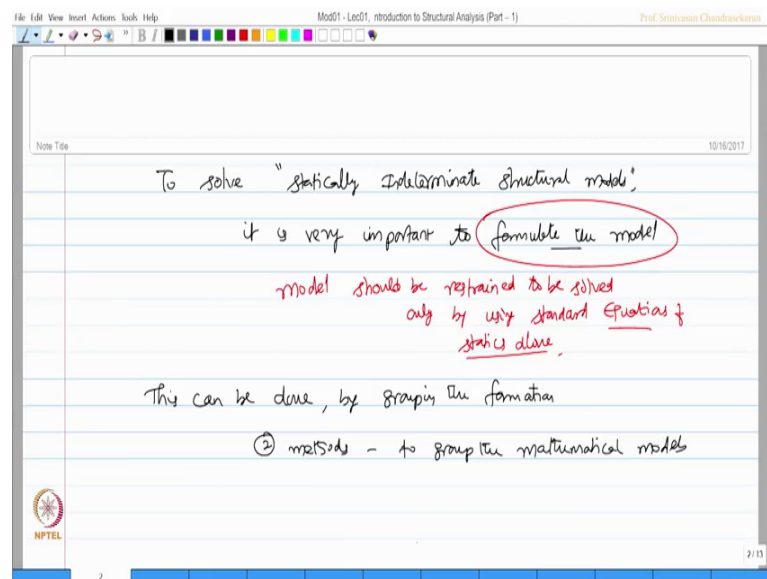 File Edit View Insert Actions Tools Help
Mod01 - Lec01, ntroduction to Structural Analysis (Part – 1)
Prof. Srinivasan Chandrasekaran
B I
Note Title
10/16/2017
To solve "statically Indeterminate structural models",
it is very important to formulate the model
model should be restrained to be solved
only by using standard Equations of
statics alone.
This can be done, by grouping the formation
2 methods - to group the mathematical models
NPTEL
2 / 13
2